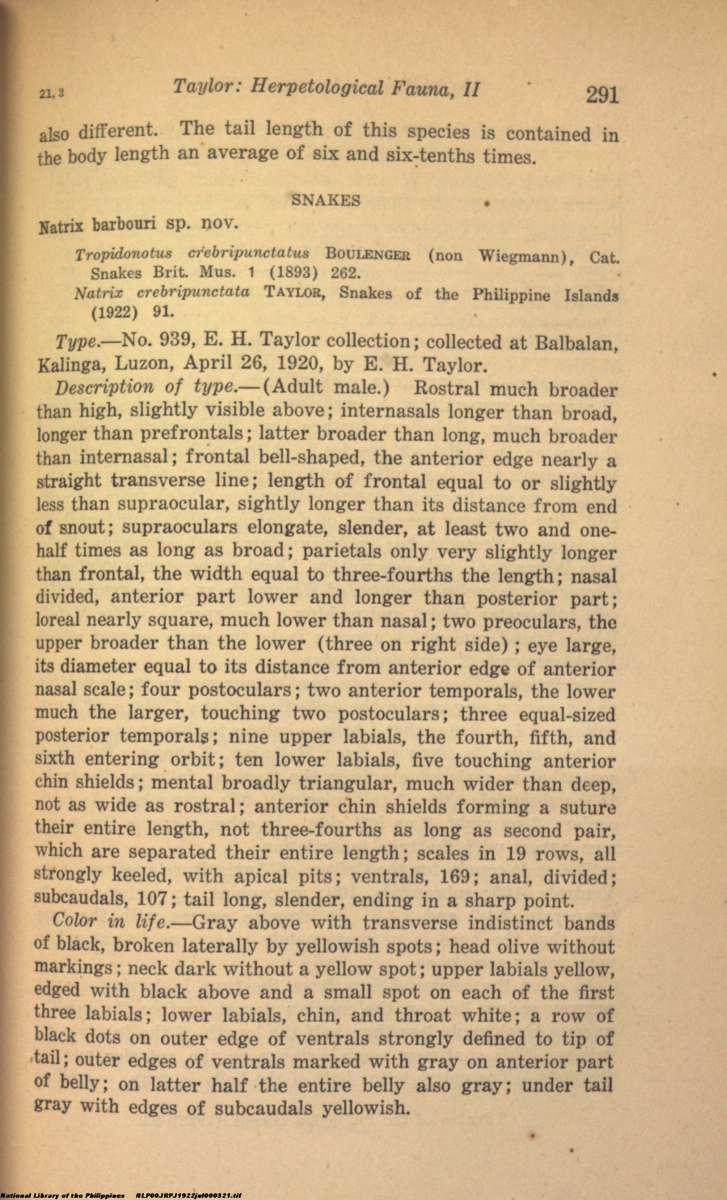 21, 3 Taylor: Herpetological Fauna, II 291
also different. The tail length of this species is contained in
the body length an average of six and six-tenths times.
SNAKES
Natrix barbouri sp. nov.
Tropidonotus crebripunctatus BOULENGER (non Wiegmann), Cat.
Snakes Brit. Mus. 1 (1893) 262.
Natrix crebripunctata TAYLOR, Snakes of the Philippine Islands
(1922) 91.
Type.—No. 939, E. H. Taylor collection; collected at Balbalan,
Kalinga, Luzon, April 26, 1920, by E. H. Taylor.
Description of type.—(Adult male.) Rostral much broader
than high, slightly visible above; internasals longer than broad,
longer than prefrontals; latter broader than long, much broader
than internasal; frontal bell-shaped, the anterior edge nearly a
straight transverse line; length of frontal equal to or slightly
less than supraocular, sightly longer than its distance from end
of snout; supraoculars elongate, slender, at least two and one-
half times as long as broad; parietals only very slightly longer
than frontal, the width equal to three-fourths the length; nasal
divided, anterior part lower and longer than posterior part;
loreal nearly square, much lower than nasal; two preoculars, the
upper broader than the lower (three on right side); eye large,
its diameter equal to its distance from anterior edge of anterior
nasal scale; four postoculars; two anterior temporals, the lower
much the larger, touching two postoculars; three equal-sized
posterior temporals; nine upper labials, the fourth, fifth, and
sixth entering orbit; ten lower labials, five touching anterior
chin shields; mental broadly triangular, much wider than deep,
not as wide as rostral; anterior chin shields forming a suture
their entire length, not three-fourths as long as second pair,
which are separated their entire length; scales in 19 rows, all
strongly keeled, with apical pits; ventrals, 169; anal, divided;
subcaudals, 107; tail long, slender, ending in a sharp point.
Color in life.—Gray above with transverse indistinct bands
of black, broken laterally by yellowish spots; head olive without
markings; neck dark without a yellow spot; upper labials yellow,
edged with black above and a small spot on each of the first
three labials; lower labials, chin, and throat white; a row of
black dots on outer edge of ventrals strongly defined to tip of
tail; outer edges of ventrals marked with gray on anterior part
of belly; on latter half the entire belly also gray; under tail
gray with edges of subcaudals yellowish.
National Library of the Philippines NLP00JRPJ1922jul000321.tif